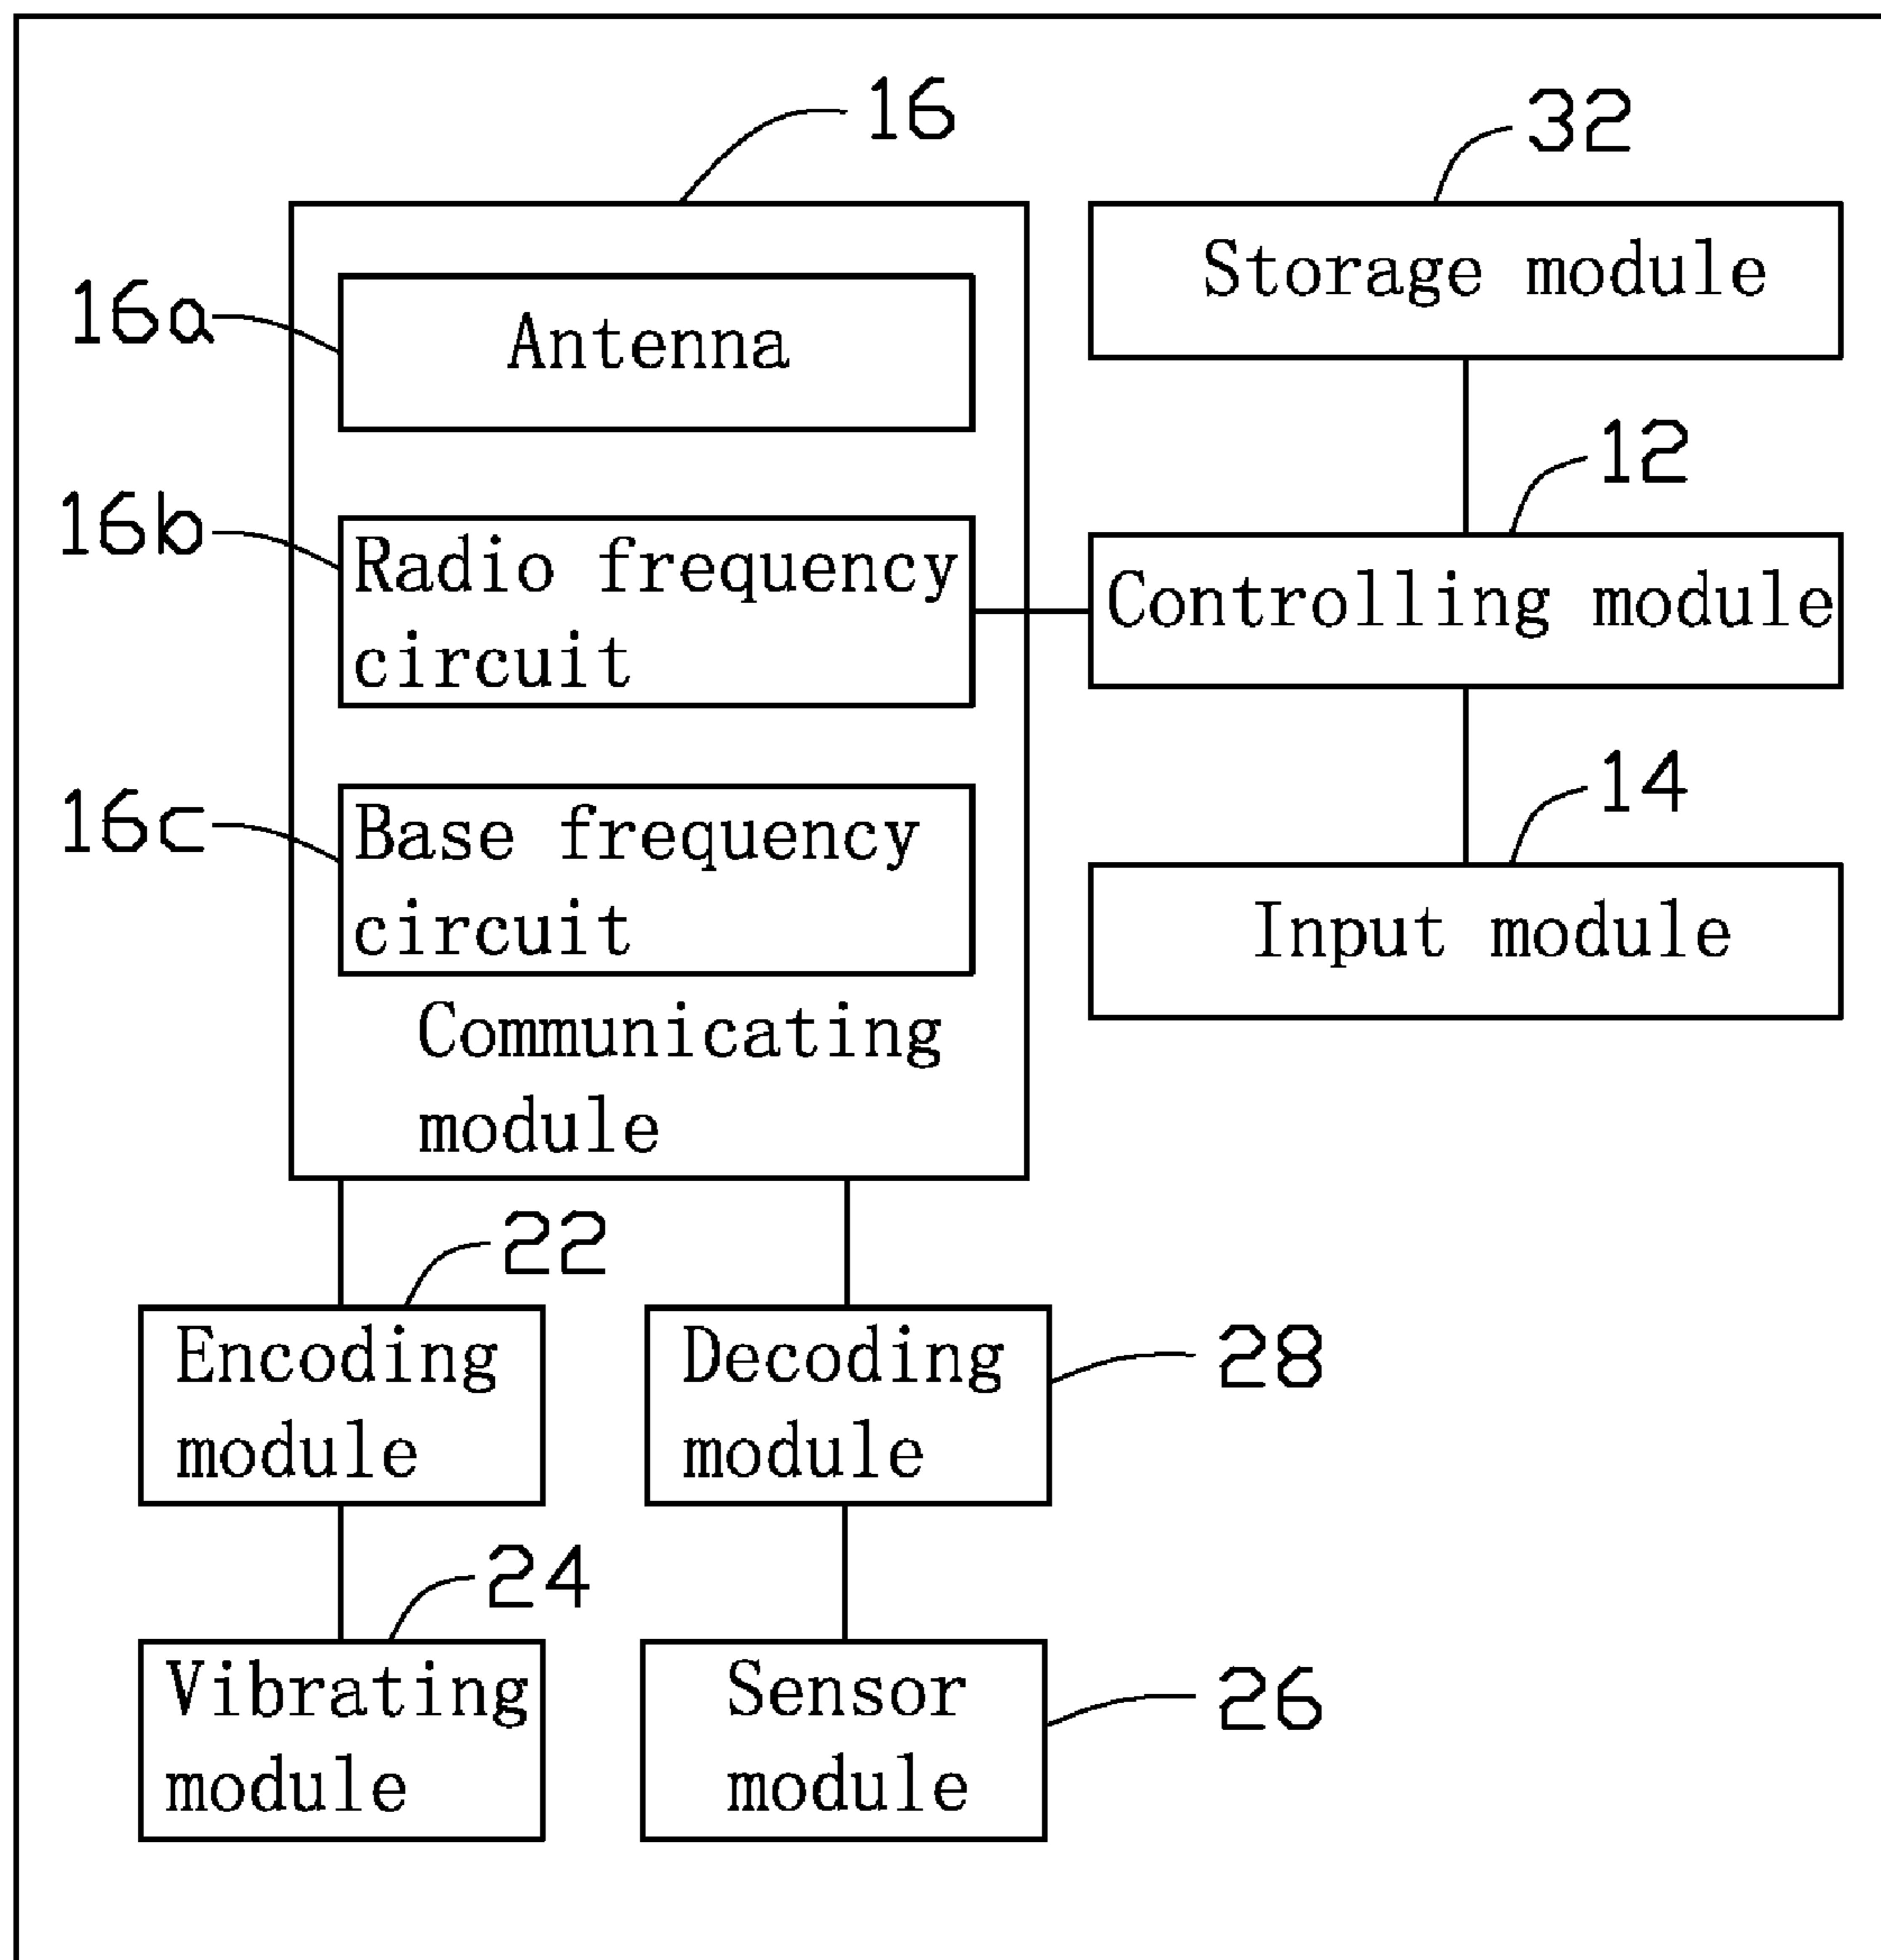 16
32
Storage module
16a
Antenna
12
16b
Radio frequency
circuit
Controlling module
14
16c
Base frequency
circuit
Input module
Communicating
module
22
Encoding
module
Decoding
module
28
24
Vibrating
module
Sensor
module
26